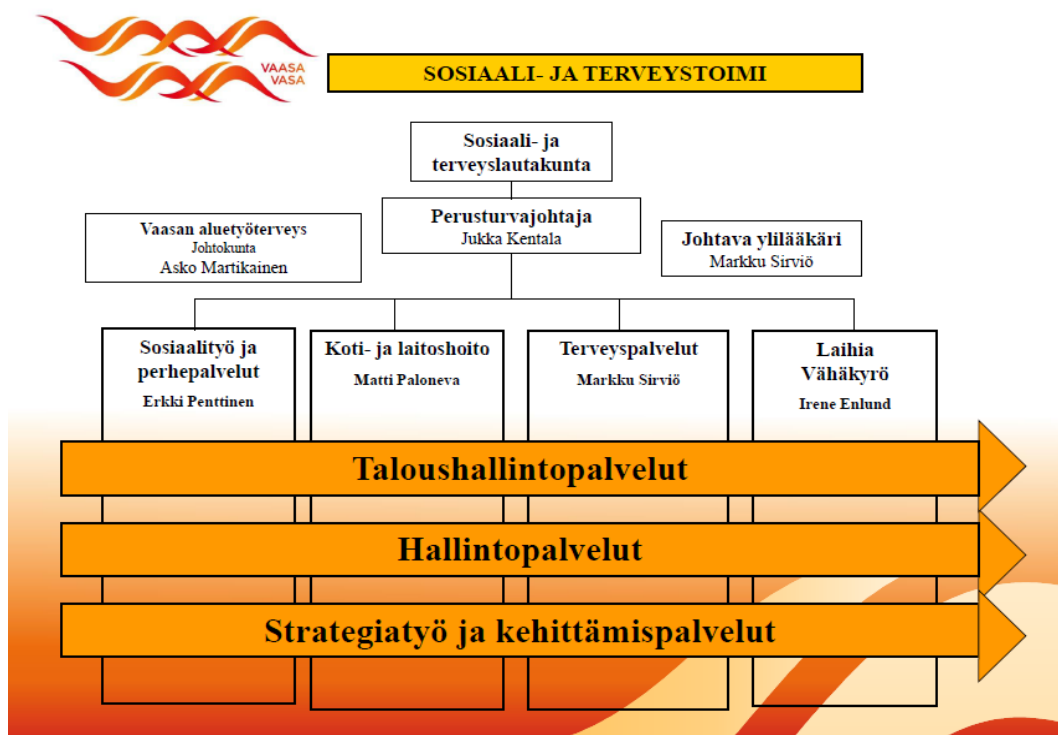 VAASA
VASA
SOSIAALI- JA TERVEYSTOIMI
Sosiaali- ja
terveyslautakunta
Perusturvajohtaja
Jukka Kentala
Vaasan aluetyöterveys
Johtokunta
Asko Martikainen
Johtava ylilääkäri
Markku Sirviö
Sosiaalityö ja
perhepalvelut
Erkki Penttinen
Koti- ja laitoshoito
Matti Paloneva
Terveyspalvelut
Markku Sirviö
Laihia
Vähäkyrö
Irene Enlund
Taloushallintopalvelut
Hallintopalvelut
Strategiatyö ja kehittämispalvelut